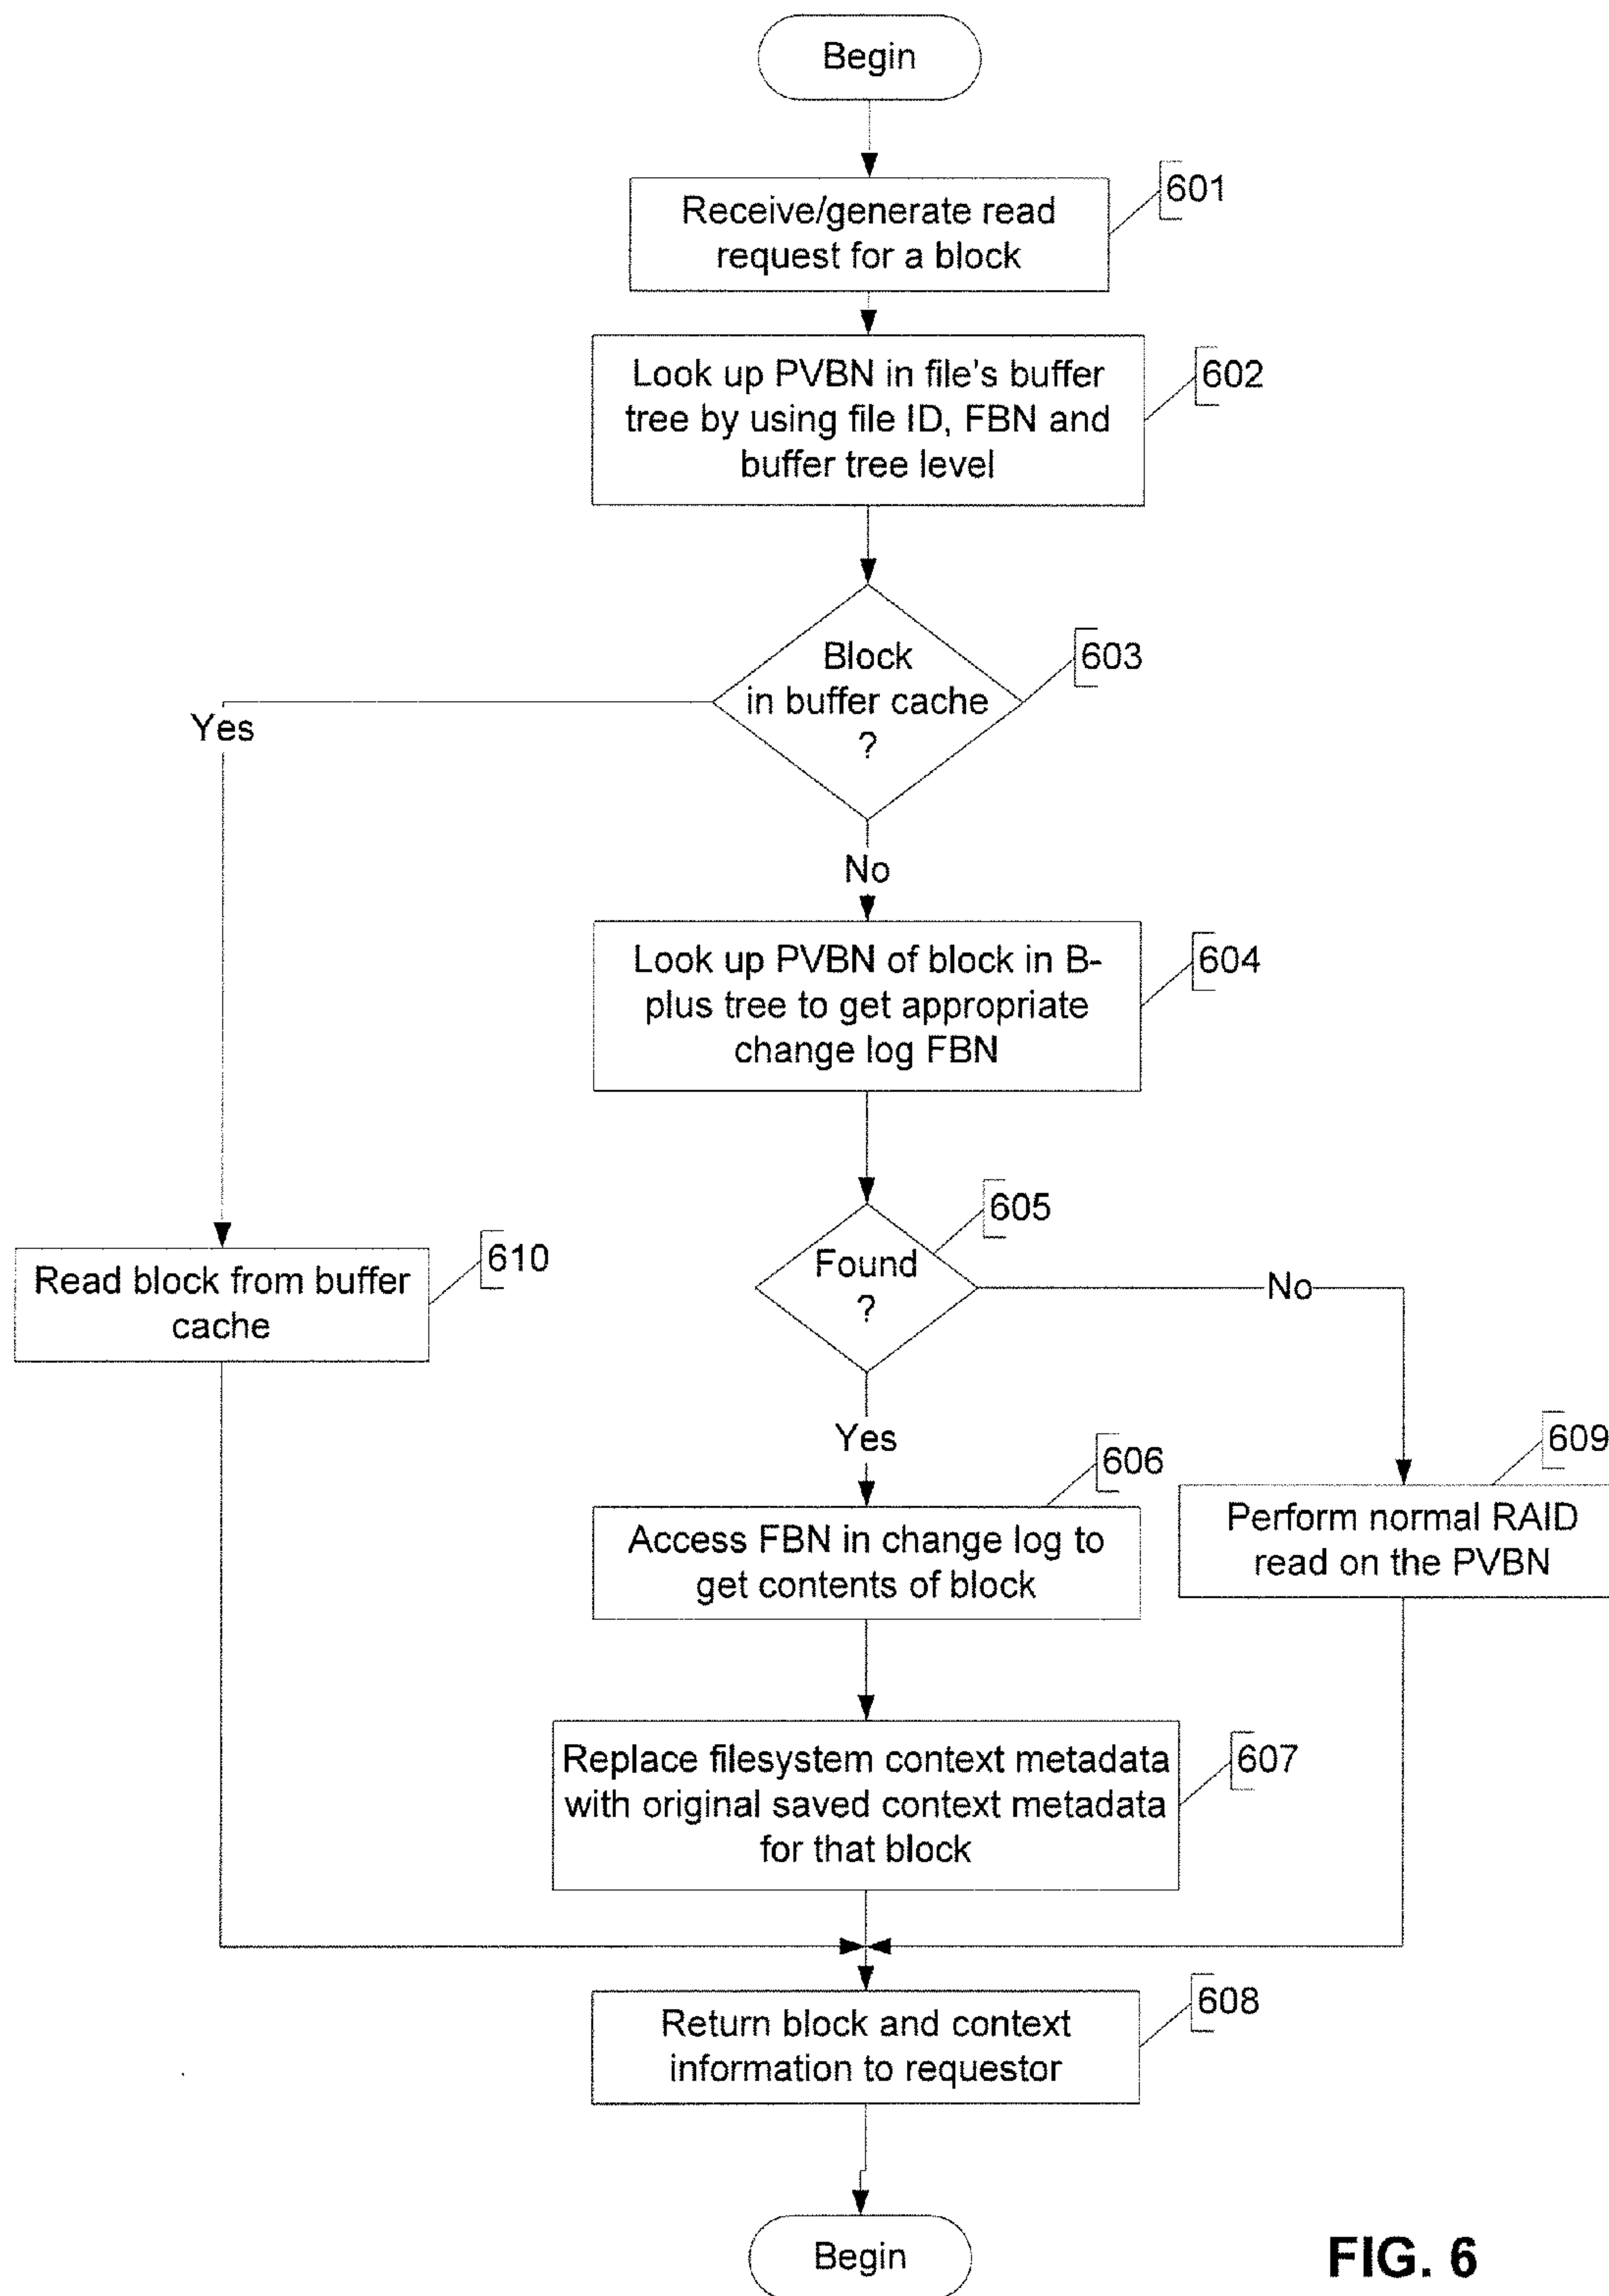 Begin
Receive/generate read
request for a block
601
Look up PVBN in file's buffer
tree by using file ID, FBN and
buffer tree level
602
Block
in buffer cache
?
603
Yes
No
Look up PVBN of block in B-
plus tree to get appropriate
change log FBN
604
Found
?
605
No
Read block from buffer
cache
610
Yes
Access FBN in change log to
get contents of block
606
Perform normal RAID
read on the PVBN
609
Replace filesystem context metadata
with original saved context metadata
for that block
607
Return block and context
information to requestor
608
Begin
FIG. 6